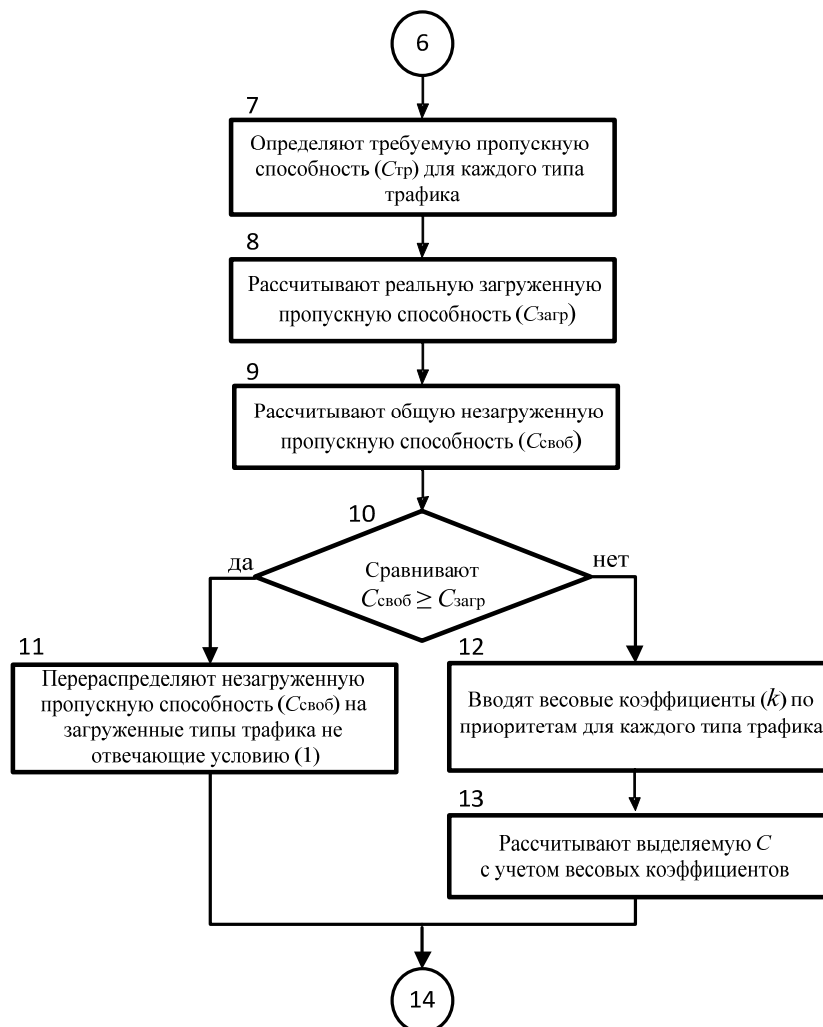 6
7
Определяют требуемую пропускную
способность (Cтр) для каждого типа
трафика
8
Рассчитывают реальную загруженную
пропускную способность (Cзагр)
9
Рассчитывают общую незагруженную
пропускную способность (Cсвоб)
10
да
нет
Сравнивают
Cсвоб ≥ Cзагр
11
Перераспределяют незагруженную
пропускную способность (Cсвоб) на
загруженные типы трафика не
отвечающие условию (1)
12
Вводят весовые коэффициенты (k) по
приоритетам для каждого типа трафика
13
Рассчитывают выделяемую C
с учетом весовых коэффициентов
14